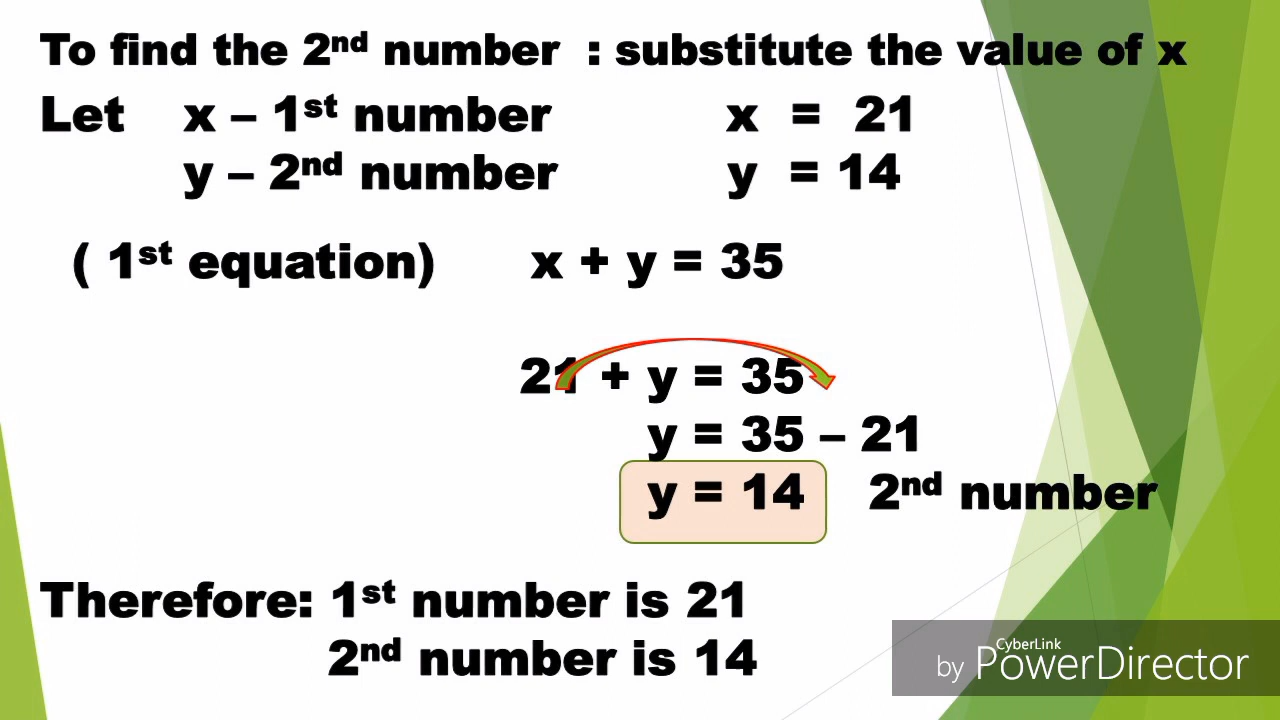 To find the 2nd number : substitute the value of x
Let x – 1st number x = 21
y – 2nd number y = 14
( 1st equation) x + y = 35
21 + y = 35
y = 35 – 21
y = 14 2nd number
Therefore: 1st number is 21
2nd number is 14
CyberLink
by PowerDirector